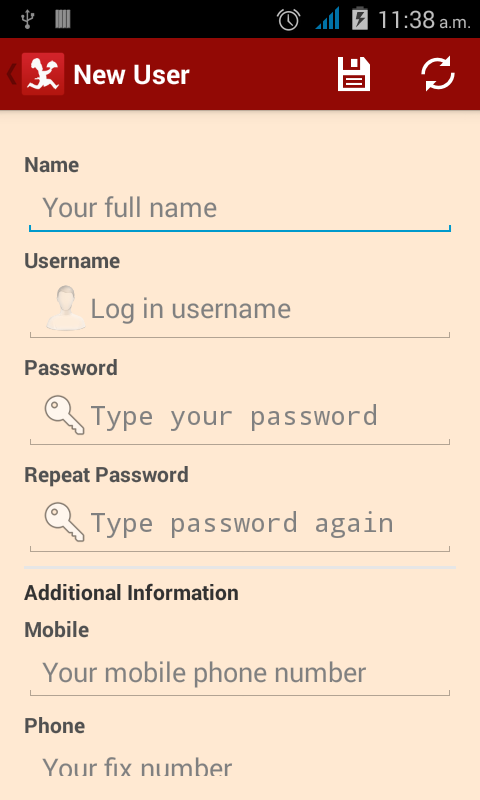 11:38 a.m.
New User
Name
Your full name
Username
Log in username
Password
Type your password
Repeat Password
Type password again
Additional Information
Mobile
Your mobile phone number
Phone
Your fix number